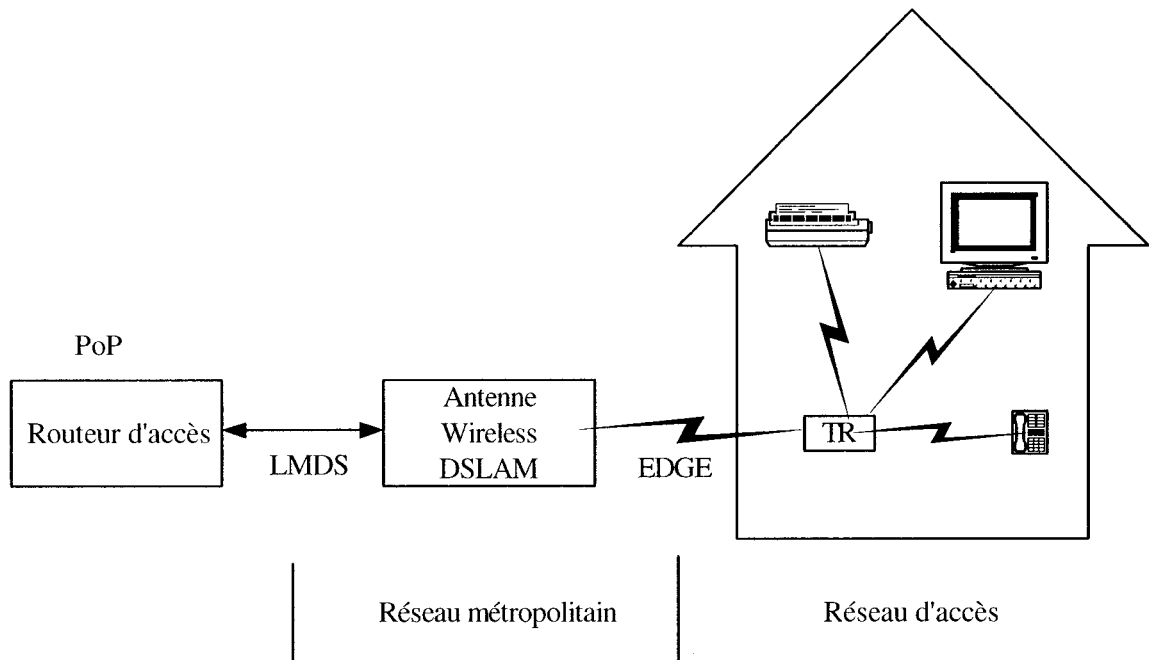 PoP
Routeur d'accès
LMDS
Antenne
Wireless
DSLAM
EDGE
TR
Réseau métropolitain
Réseau d'accès